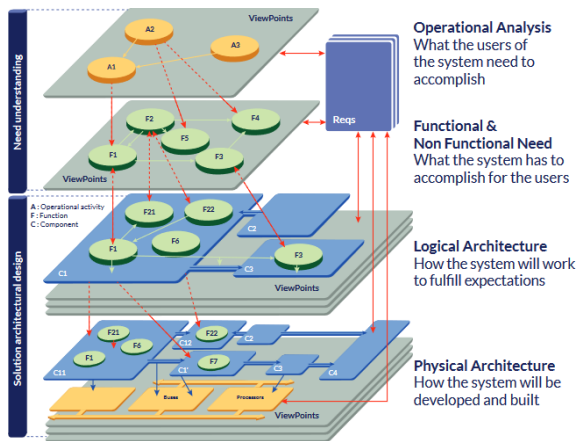 Need understanding
Solution architectural design
ViewPoints
A2
A3
A1
Operational Analysis
What the users of
the system need to
accomplish
Reqs
F2
F4
F5
F1
F3
ViewPoints
Functional &
Non Functional Need
What the system has to
accomplish for the users
A : Operational activity
F : Function
C : Component
F21
F22
C2
F1
F6
F3
C1
C3
ViewPoints
Logical Architecture
How the system will work
to fulfill expectations
F21
F22
C2
F6
C12
F1
F7
C3
C11
C1'
C4
Buses
Processors
ViewPoints
Physical Architecture
How the system will be
developed and built